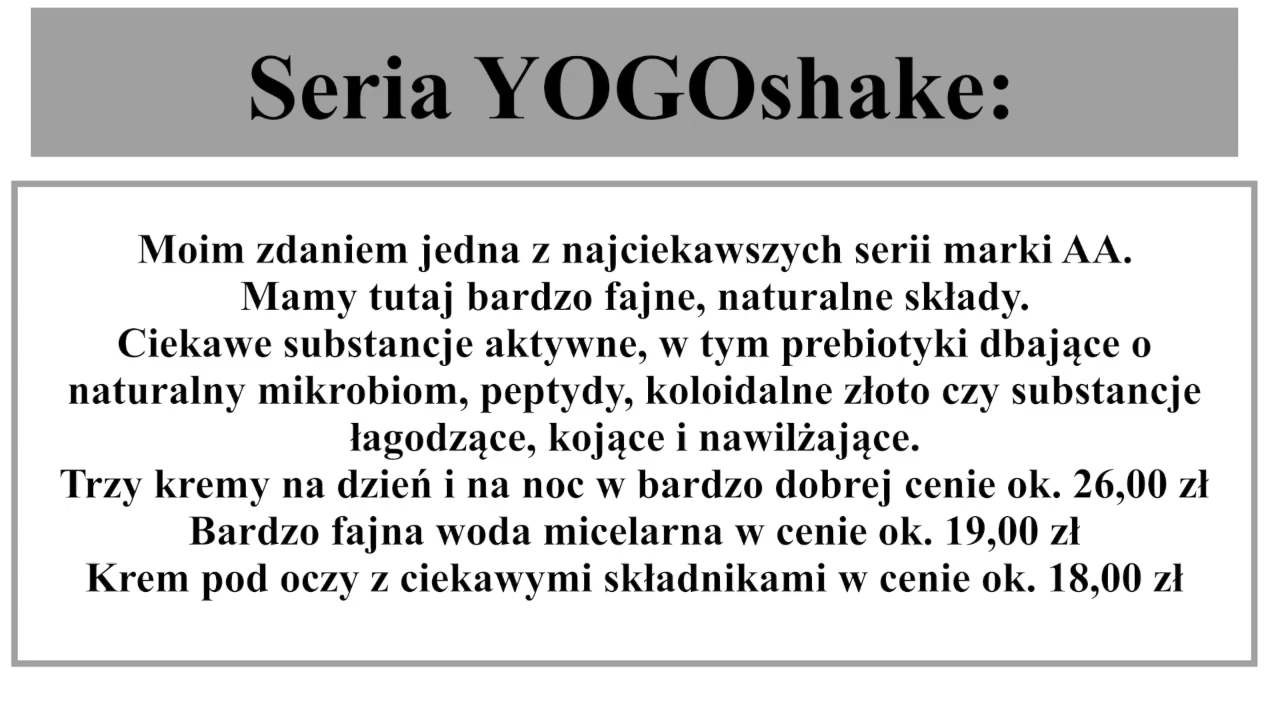 Seria YOGOshake:
Moim zdaniem jedna z najciekawszych serii marki AA.
Mamy tutaj bardzo fajne, naturalne składy.
Ciekawe substancje aktywne, w tym prebiotyki dbające o
naturalny mikrobiom, peptydy, koloidalne złoto czy substancje
łagodzące, kojące i nawilżające.
Trzy kremy na dzień i na noc w bardzo dobrej cenie ok. 26,00 zł
Bardzo fajna woda micelarna w cenie ok. 19,00 zł
Krem pod oczy z ciekawymi składnikami w cenie ok. 18,00 zł